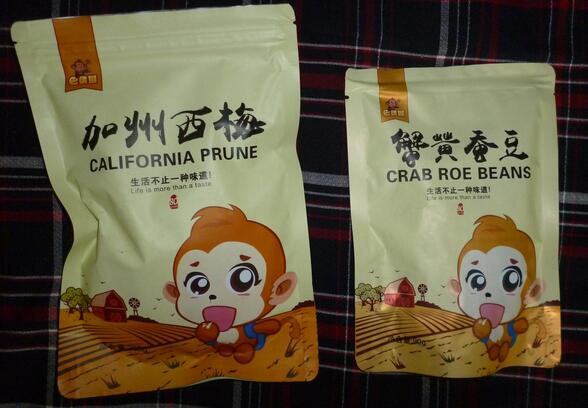 加州西梅
CALIFORNIA PRUNE
生活不止一种味道!
Life is more than a taste
蟹黄蚕豆
CRAB ROE BEANS
生活不止一种味道!
Life is more than a taste